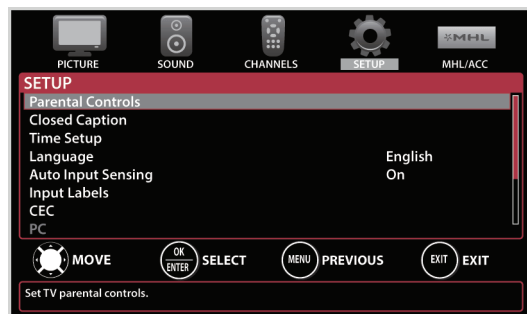 MHL
PICTURE SOUND CHANNELS SETUP MHL/ACC
SETUP
Parental Controls
Closed Caption
Time Setup
Language English
Auto Input Sensing On
Input Labels
CEC
PC
MOVE OK ENTER SELECT MENU PREVIOUS EXIT EXIT
Set TV parental controls.